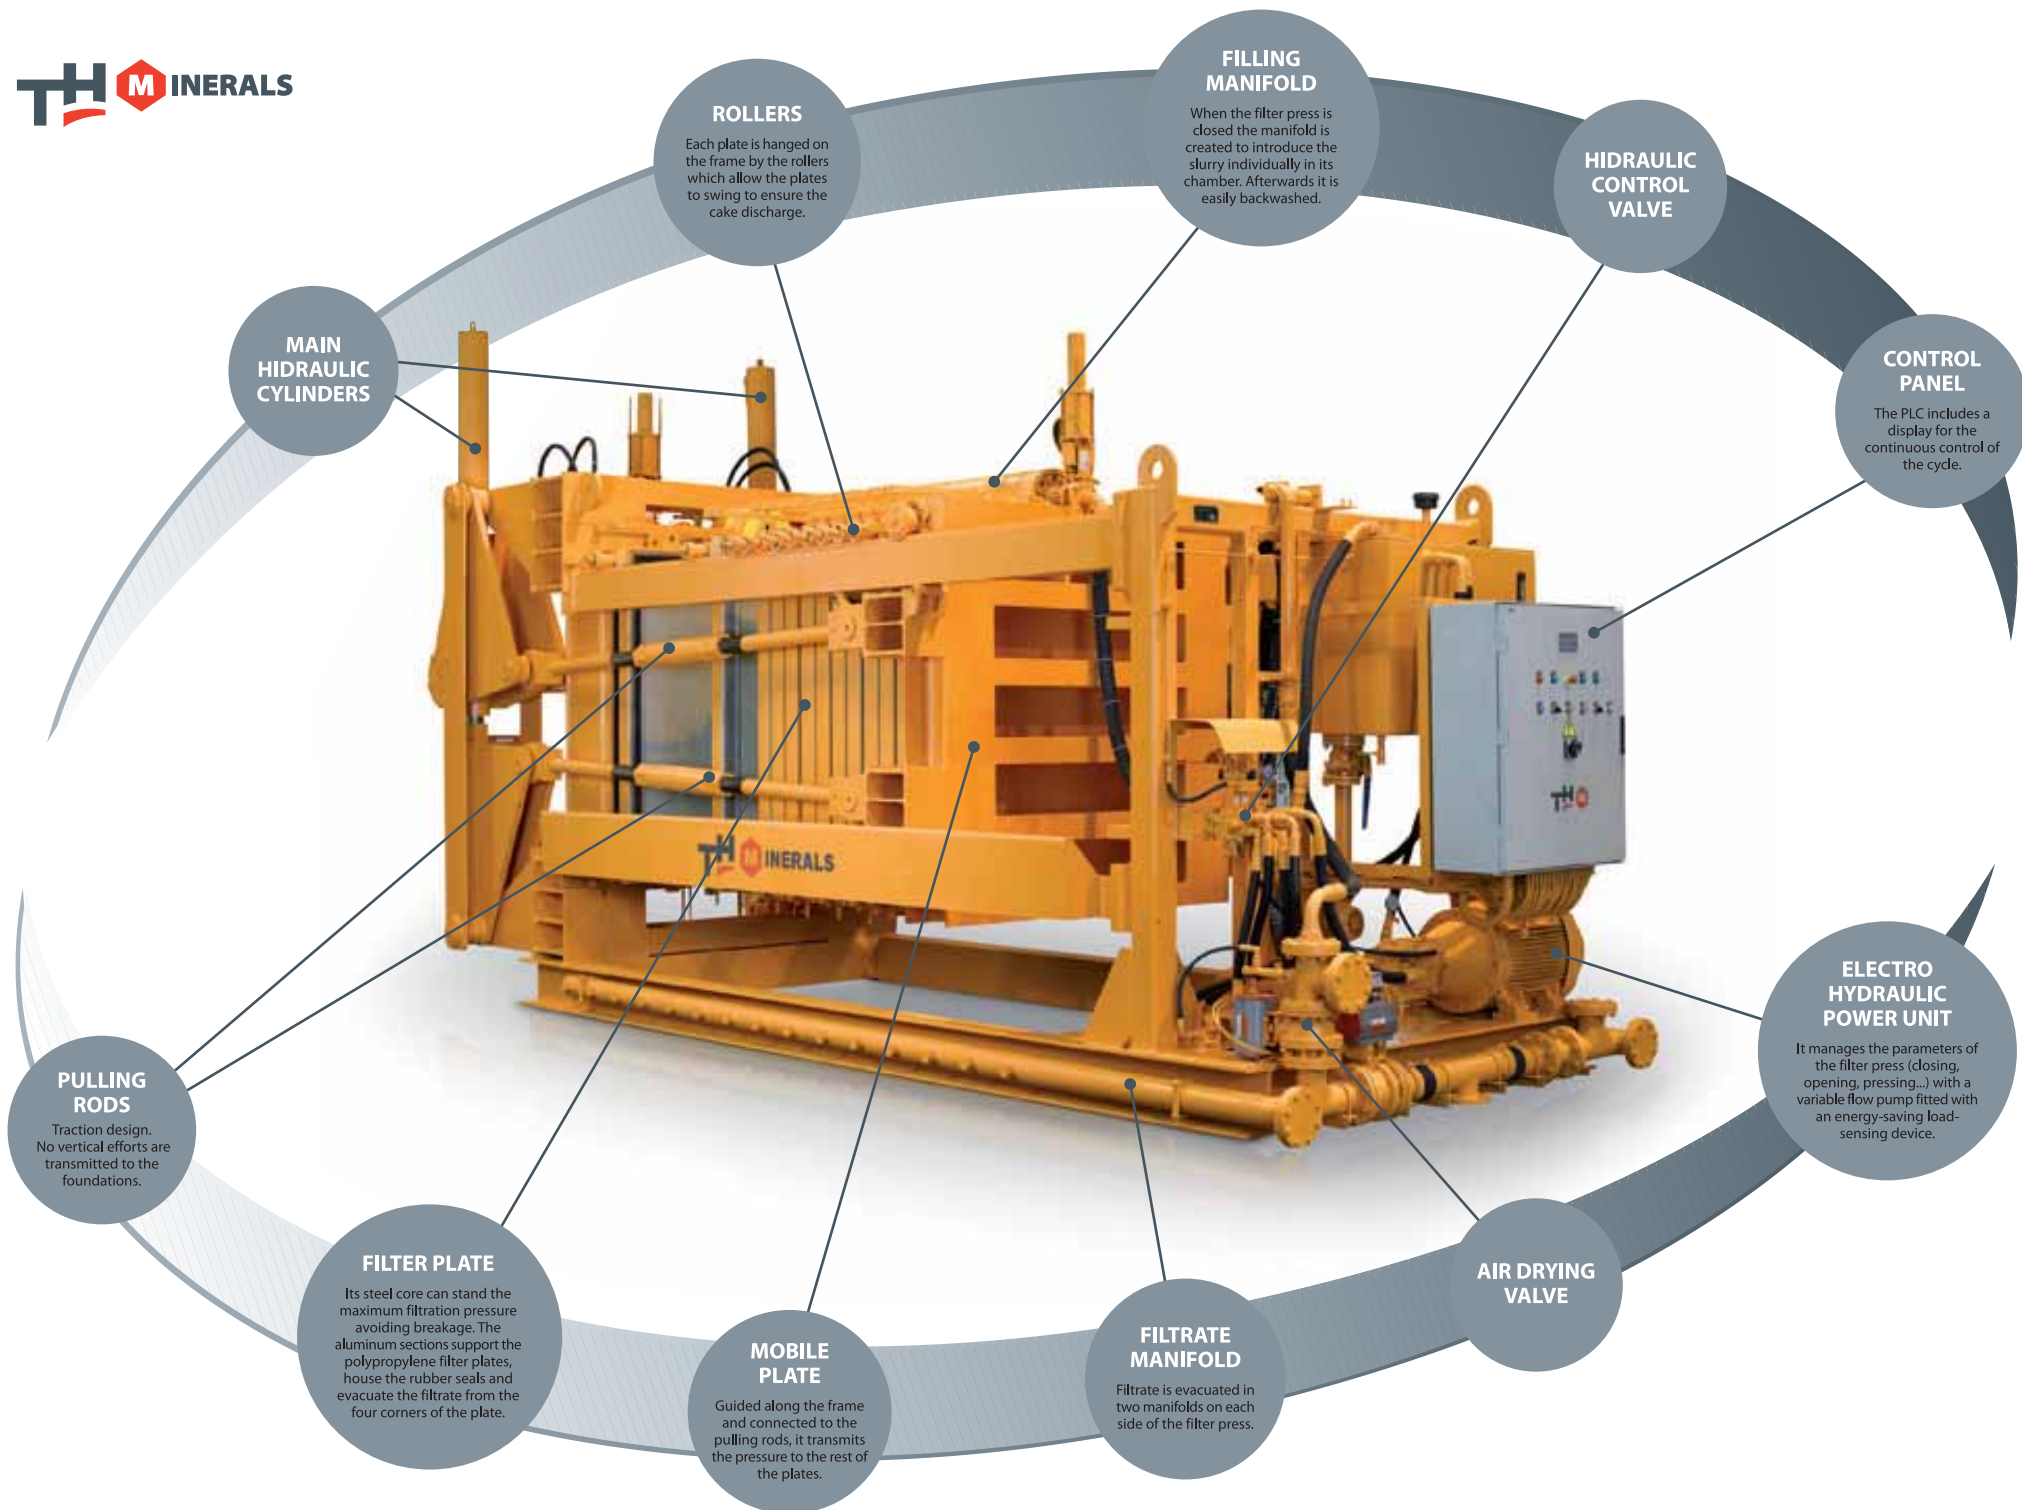 TH MINERALS
ROLLERS
Each plate is hanged on
the frame by the rollers
which allow the plates
to swing to ensure the
cake discharge.
FILLING
MANIFOLD
When the filter press is
closed the manifold is
created to introduce the
slurry individually in its
chamber. Afterwards it is
easily backwashed.
HIDRAULIC
CONTROL
VALVE
MAIN
HIDRAULIC
CYLINDERS
CONTROL
PANEL
The PLC includes a
display for the
continuous control of
the cycle.
TH M
TH MINERALS
ELECTRO
HYDRAULIC
POWER UNIT
It manages the parameters of
the filter press (closing,
opening, pressing...) with a
variable flow pump fitted with
an energy-saving load-
sensing device.
PULLING
RODS
Traction design.
No vertical efforts are
transmitted to the
foundations.
FILTER PLATE
Its steel core can stand the
maximum filtration pressure
avoiding breakage. The
aluminum sections support the
polypropylene filter plates,
house the rubber seals and
evacuate the filtrate from the
four corners of the plate.
MOBILE
PLATE
Guided along the frame
and connected to the
pulling rods, it transmits
the pressure to the rest of
the plates.
FILTRATE
MANIFOLD
Filtrate is evacuated in
two manifolds on each
side of the filter press.
AIR DRYING
VALVE